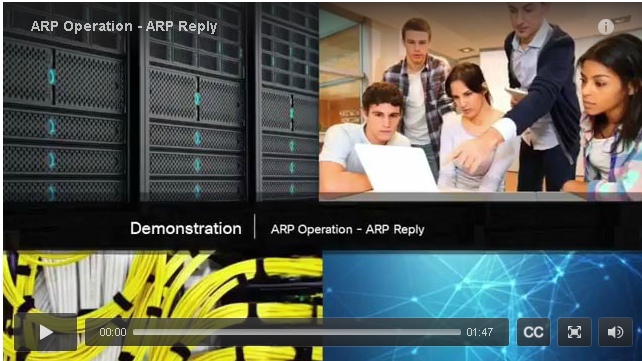 ARP Operation - ARP Reply
Demonstration
ARP Operation - ARP Reply
00:00
01:47
CC